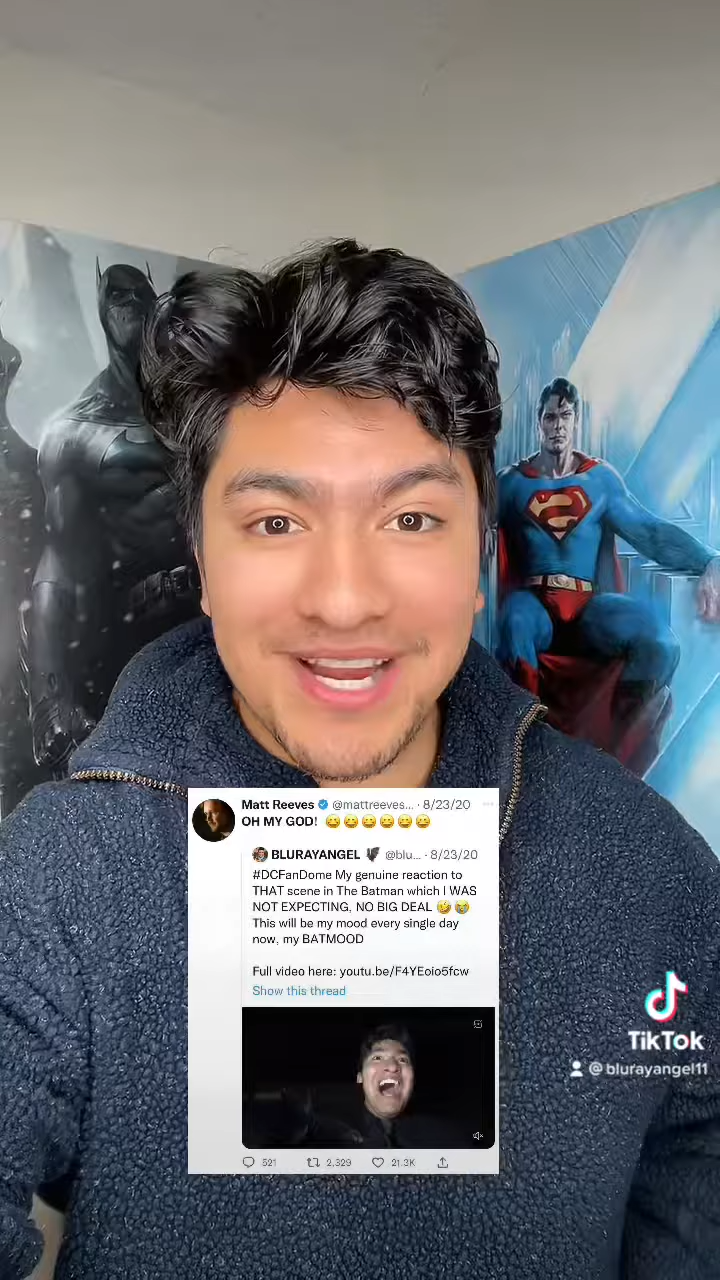 Matt Reeves @mattreeves... · 8/23/20 ...
OH MY GOD! 😄😄😄😄😄😄
BLURAYANGEL @blu... · 8/23/20
#DCFanDome My genuine reaction to
THAT scene in The Batman which I WAS
NOT EXPECTING, NO BIG DEAL 🤣😭
This will be my mood every single day
now, my BATMOOD
Full video here: youtu.be/F4YEoio5fcw
Show this thread
521 2,329 21.3K
TikTok
@blurayangel11